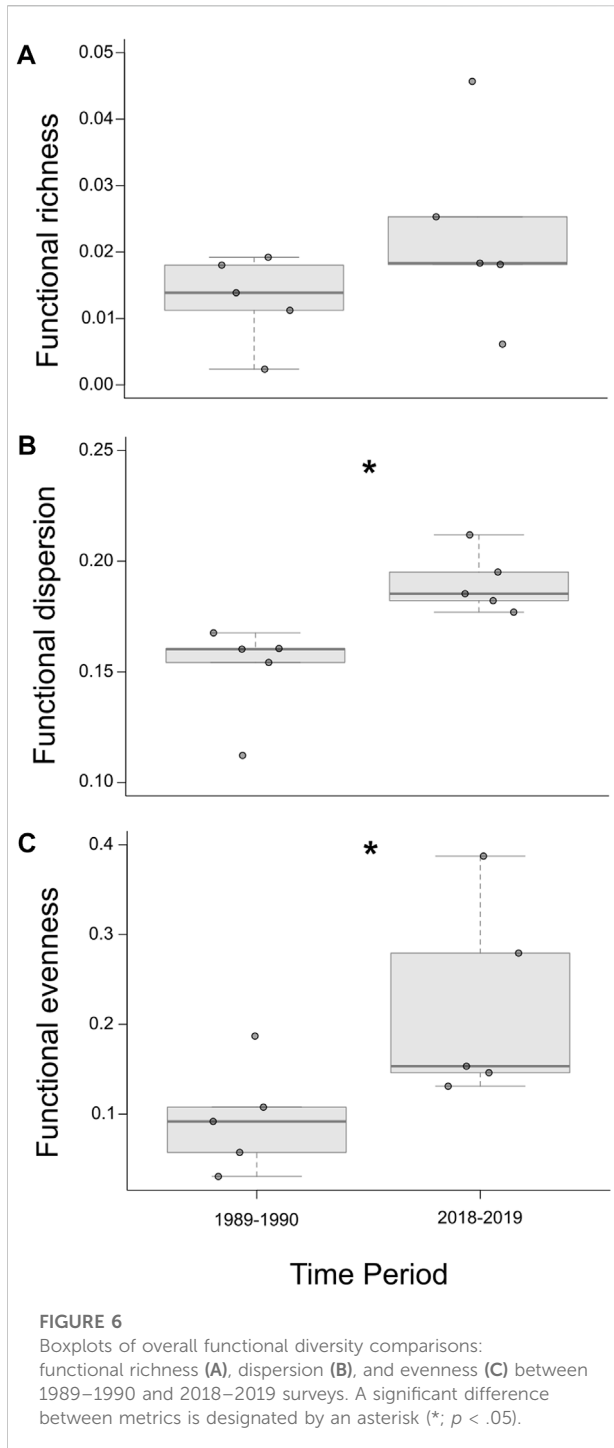 A
0.05
0.04
0.03
0.02
0.01
0.00
Functional richness
B
*
0.25
0.20
0.15
0.10
Functional dispersion
C
*
0.4
0.3
0.2
0.1
Functional evenness
1989-1990
2018-2019
Time Period
FIGURE 6
Boxplots of overall functional diversity comparisons:
functional richness (A), dispersion (B), and evenness (C) between
1989–1990 and 2018–2019 surveys. A significant difference
between metrics is designated by an asterisk (*; p < .05).